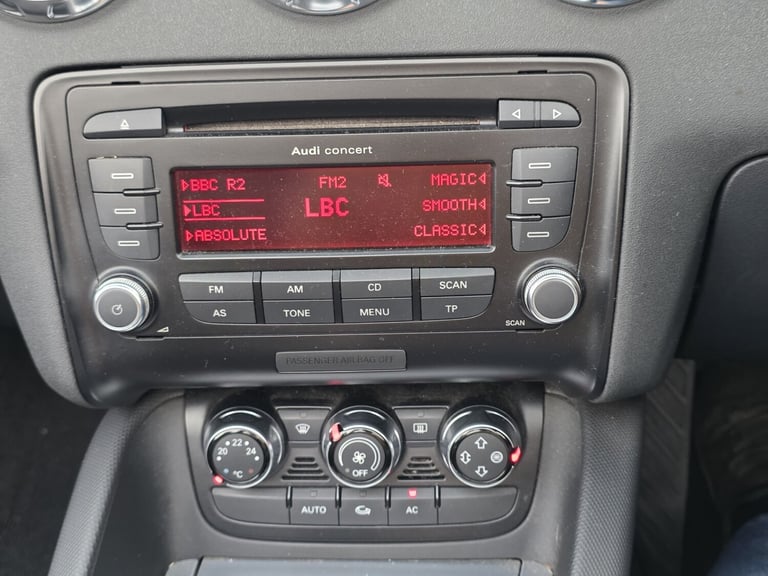 Audi concert
BBC R2 FM2 MAGIC
LBC LBC SMOOTH
ABSOLUTE CLASSIC
FM AM CD SCAN
AS TONE MENU TP
SCAN
PASSENGER AIRBAG OFF
20 22 24
°C
OFF
AUTO AC